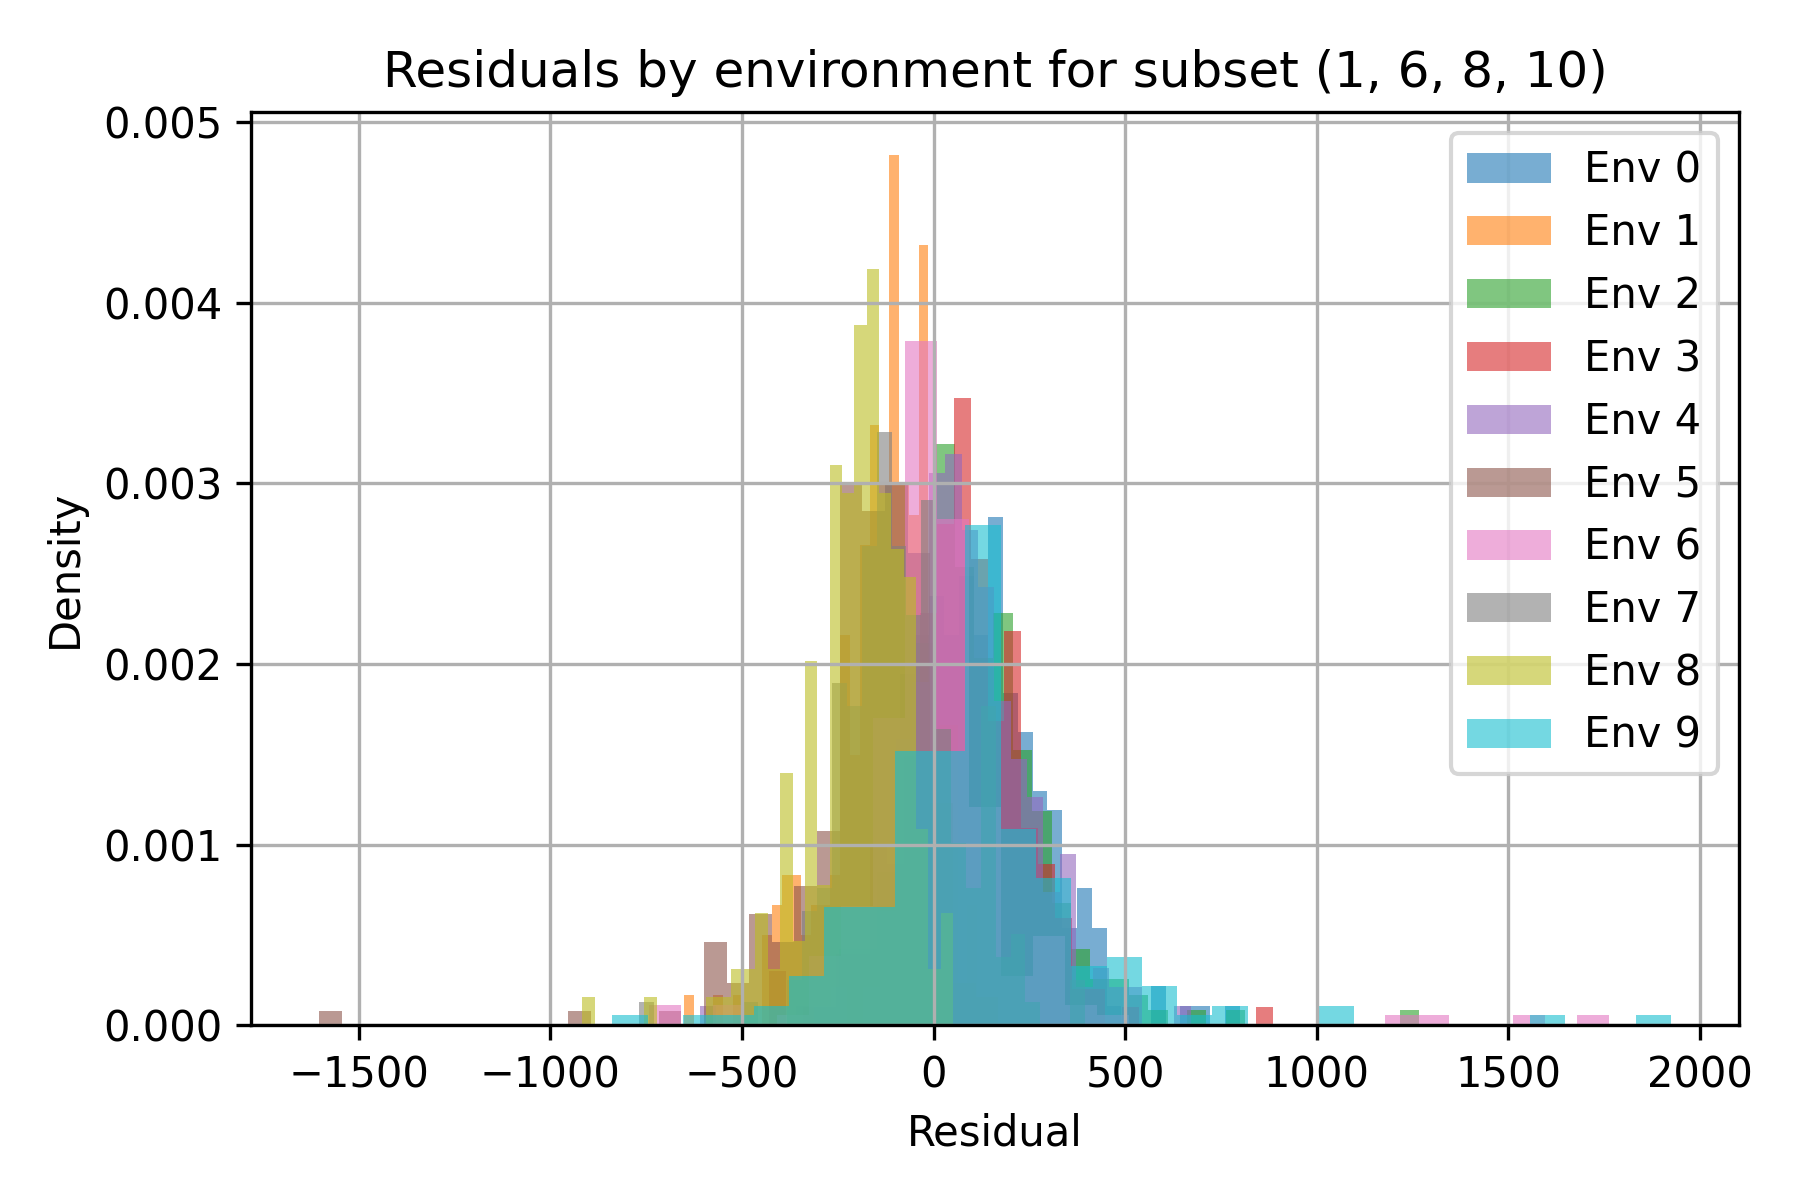 Residuals by environment for subset (1, 6, 8, 10)
0.005
0.004
0.003
0.002
0.001
0.000
Density
−1500
−1000
−500
0
500
1000
1500
2000
Residual
Env 0
Env 1
Env 2
Env 3
Env 4
Env 5
Env 6
Env 7
Env 8
Env 9